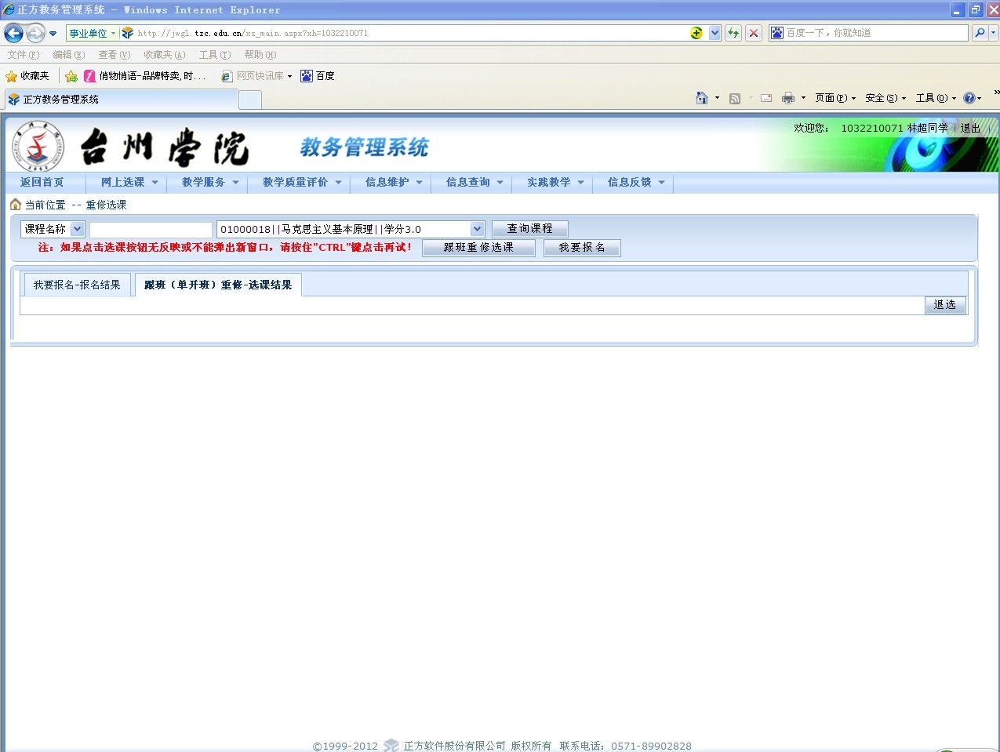 正方教务管理系统 - Windows Internet Explorer
事业单位 http://jwgl.tzc.edu.cn/xs_main.aspx?xh=1032210071 百度一下，你就知道
文件(F) 编辑(E) 查看(V) 收藏夹(A) 工具(T) 帮助(H)
收藏夹 俏物悄语-品牌特卖,时... 网页快讯库 百度
正方教务管理系统 页面(P) 安全(S) 工具(O)
台州学院 教务管理系统 欢迎您： 1032210071 林超同学 退出
返回首页 网上选课 教学服务 教学质量评价 信息维护 信息查询 实践教学 信息反馈
当前位置 -- 重修选课
课程名称 01000018||马克思主义基本原理||学分3.0 查询课程
注：如果点击选课按钮无反映或不能弹出新窗口，请按住"CTRL"键点击再试！ 跟班重修选课 我要报名
我要报名-报名结果 跟班（单开班）重修-选课结果
退选
©1999-2012 正方软件股份有限公司 版权所有 联系电话：0571-89902828